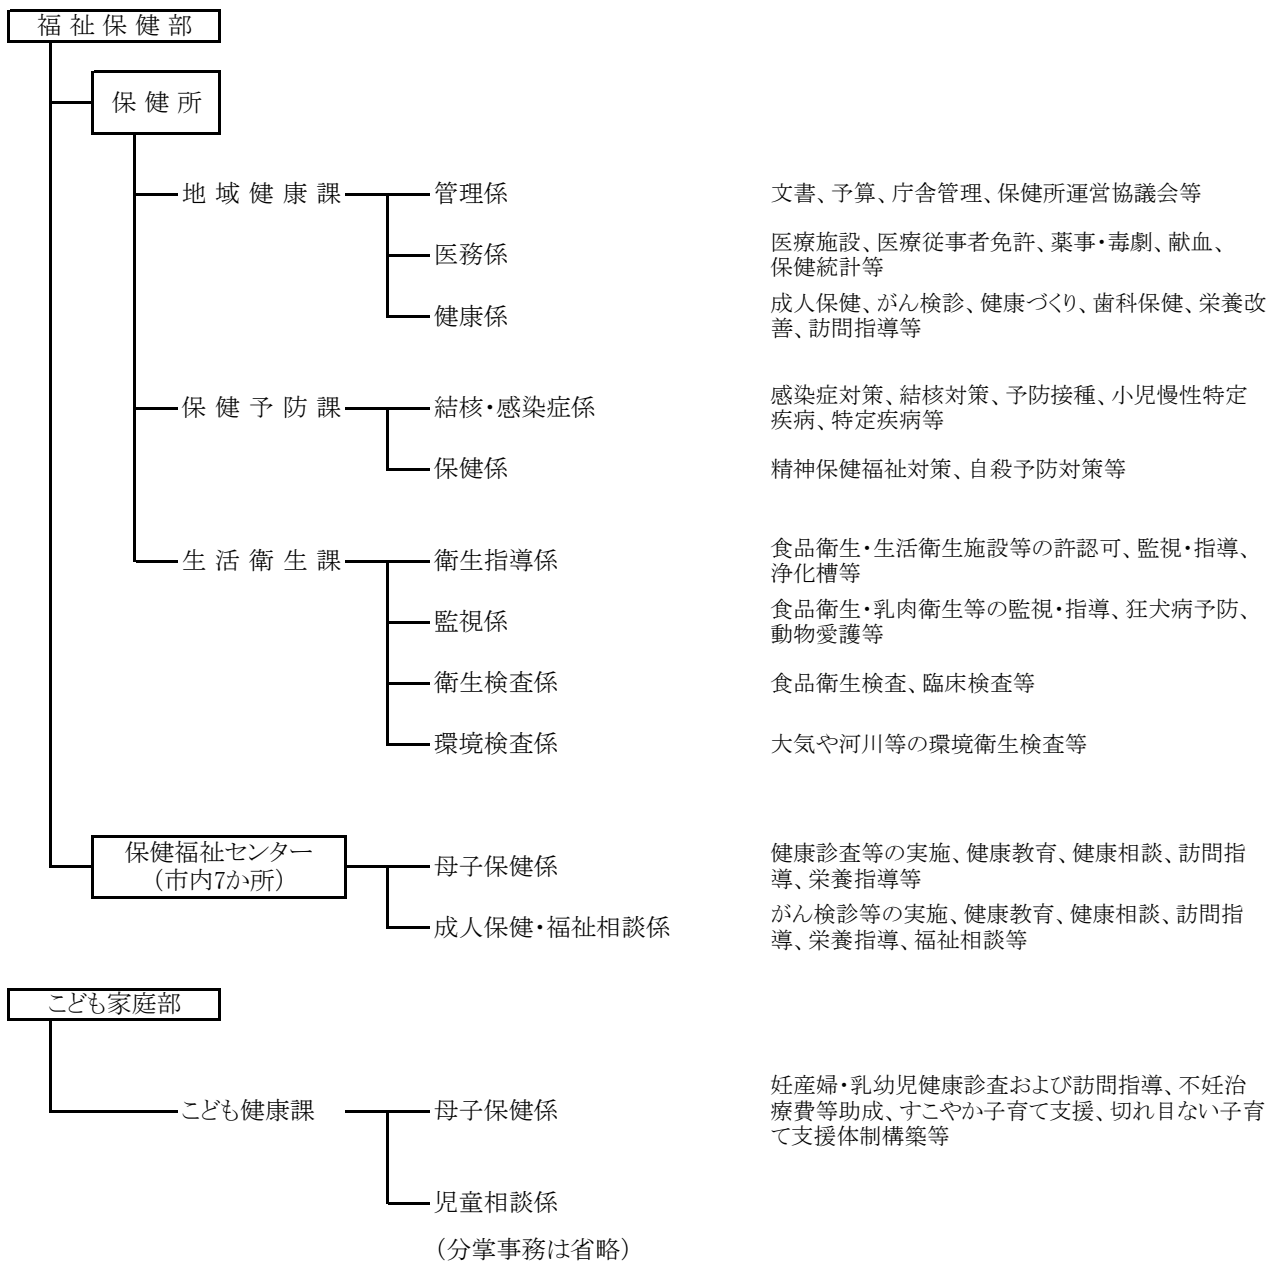 福祉保健部
保健所
地域健康課
管理係
文書、予算、庁舎管理、保健所運営協議会等
医務係
医療施設、医療従事者免許、薬事・毒劇、献血、
保健統計等
健康係
成人保健、がん検診、健康づくり、歯科保健、栄養改
善、訪問指導等
保健予防課
結核・感染症係
感染症対策、結核対策、予防接種、小児慢性特定
疾病、特定疾病等
保健係
精神保健福祉対策、自殺予防対策等
生活衛生課
衛生指導係
食品衛生・生活衛生施設等の許認可、監視・指導、
浄化槽等
監視係
食品衛生・乳肉衛生等の監視・指導、狂犬病予防、
動物愛護等
衛生検査係
食品衛生検査、臨床検査等
環境検査係
大気や河川等の環境衛生検査等
保健福祉センター
（市内7か所）
母子保健係
健康診査等の実施、健康教育、健康相談、訪問指
導、栄養指導等
成人保健・福祉相談係
がん検診等の実施、健康教育、健康相談、訪問指
導、栄養指導、福祉相談等
こども家庭部
こども健康課
母子保健係
妊産婦・乳幼児健康診査および訪問指導、不妊治
療費等助成、すこやか子育て支援、切れ目ない子育
て支援体制構築等
児童相談係
（分掌事務は省略）